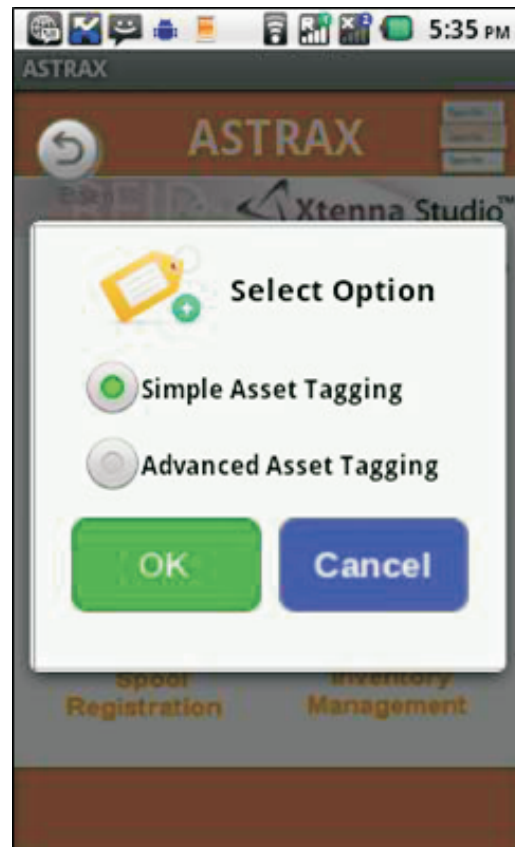 5:35 PM
ASTRAX
ASTRAX
Xtenna Studio™
Select Option
Simple Asset Tagging
Advanced Asset Tagging
OK
Cancel
Spool
Registration
Inventory
Management